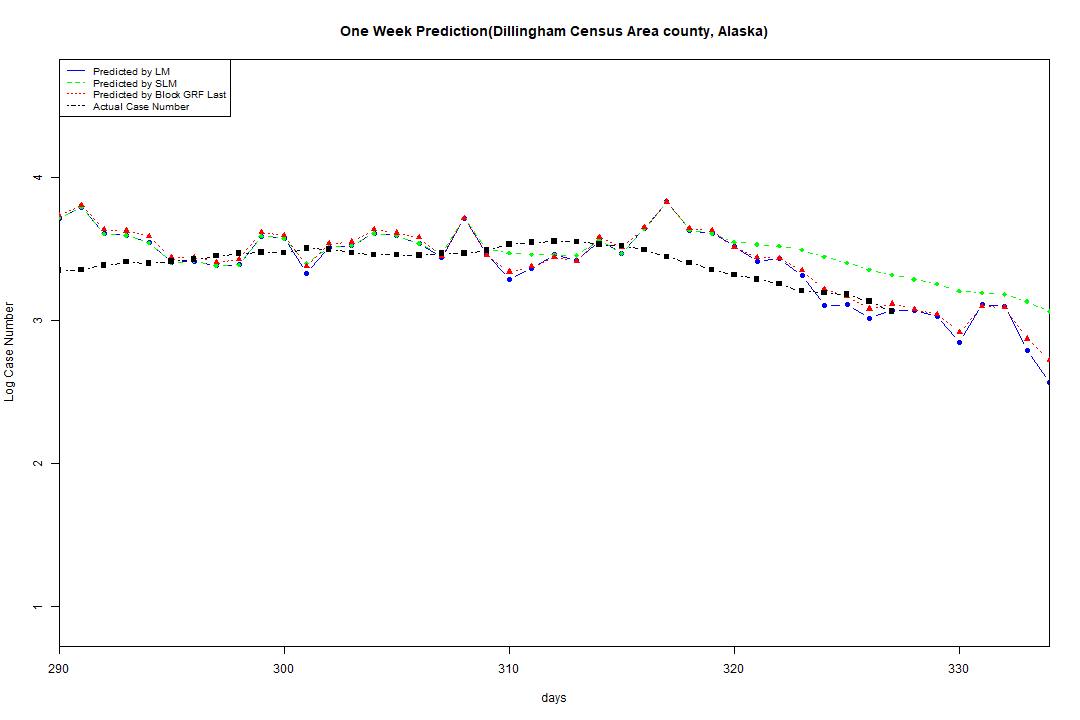 One Week Prediction(Dillingham Census Area county, Alaska)
Predicted by LM
Predicted by SLM
Predicted by Block GRF Last
Actual Case Number
4
3
2
1
Log Case Number
290 300 310 320 330
days